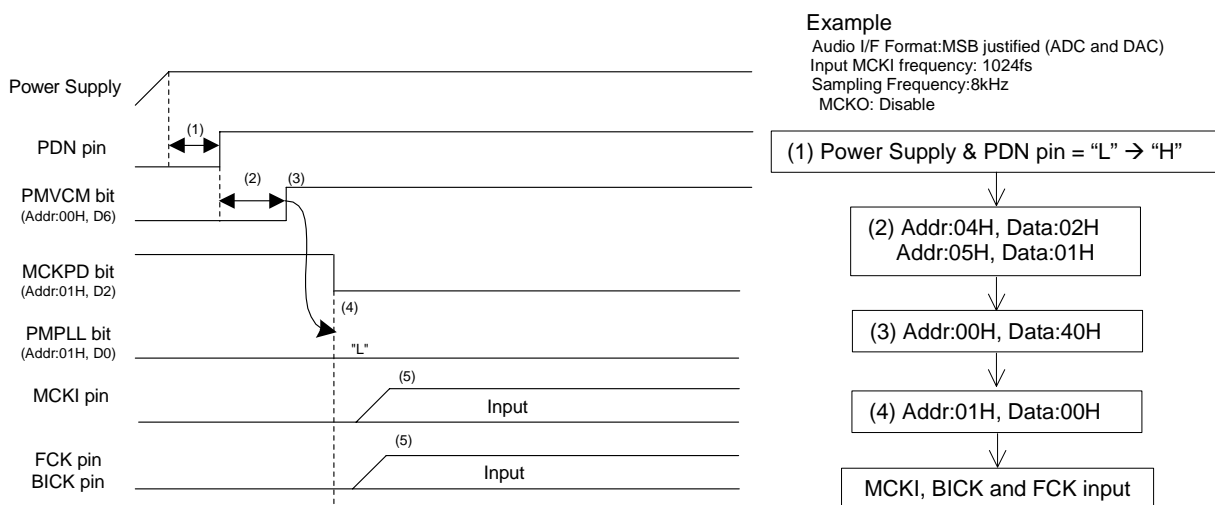 Example
Audio I/F Format:MSB justified (ADC and DAC)
Input MCKI frequency: 1024fs
Sampling Frequency:8kHz
MCKO: Disable
Power Supply
(1)
PDN pin
(2)
(3)
PMVCM bit
(Addr:00H, D6)
MCKPD bit
(Addr:01H, D2)
(4)
PMPLL bit
(Addr:01H, D0)
"L"
(5)
MCKI pin
Input
(5)
FCK pin
BICK pin
Input
(1) Power Supply & PDN pin = “L” → “H”
(2) Addr:04H, Data:02H
Addr:05H, Data:01H
(3) Addr:00H, Data:40H
(4) Addr:01H, Data:00H
MCKI, BICK and FCK input